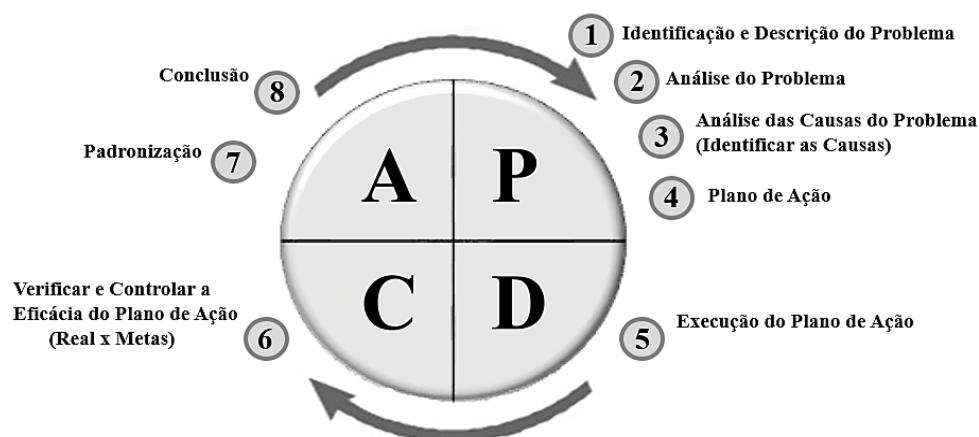 1 Identificação e Descrição do Problema
2 Análise do Problema
3 Análise das Causas do Problema
(Identificar as Causas)
4 Plano de Ação
5 Execução do Plano de Ação
Verificar e Controlar a
Eficácia do Plano de Ação
(Real x Metas)
6
Padronização 7
Conclusão 8
A P
C D